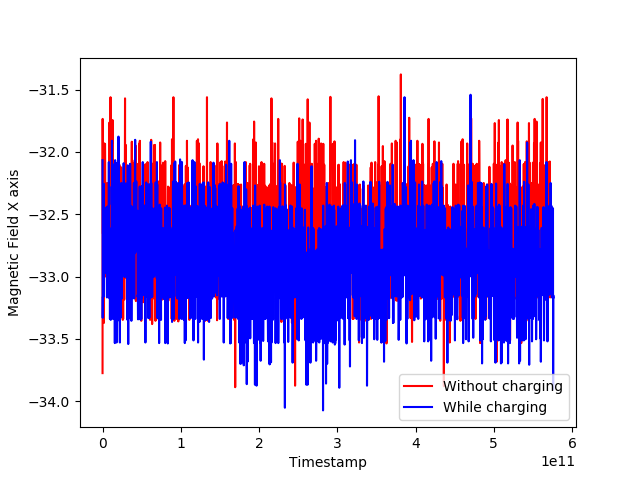 Magnetic Field X axis
−31.5
−32.0
−32.5
−33.0
−33.5
−34.0
Without charging
While charging
0 1 2 3 4 5 6
1e11
Timestamp